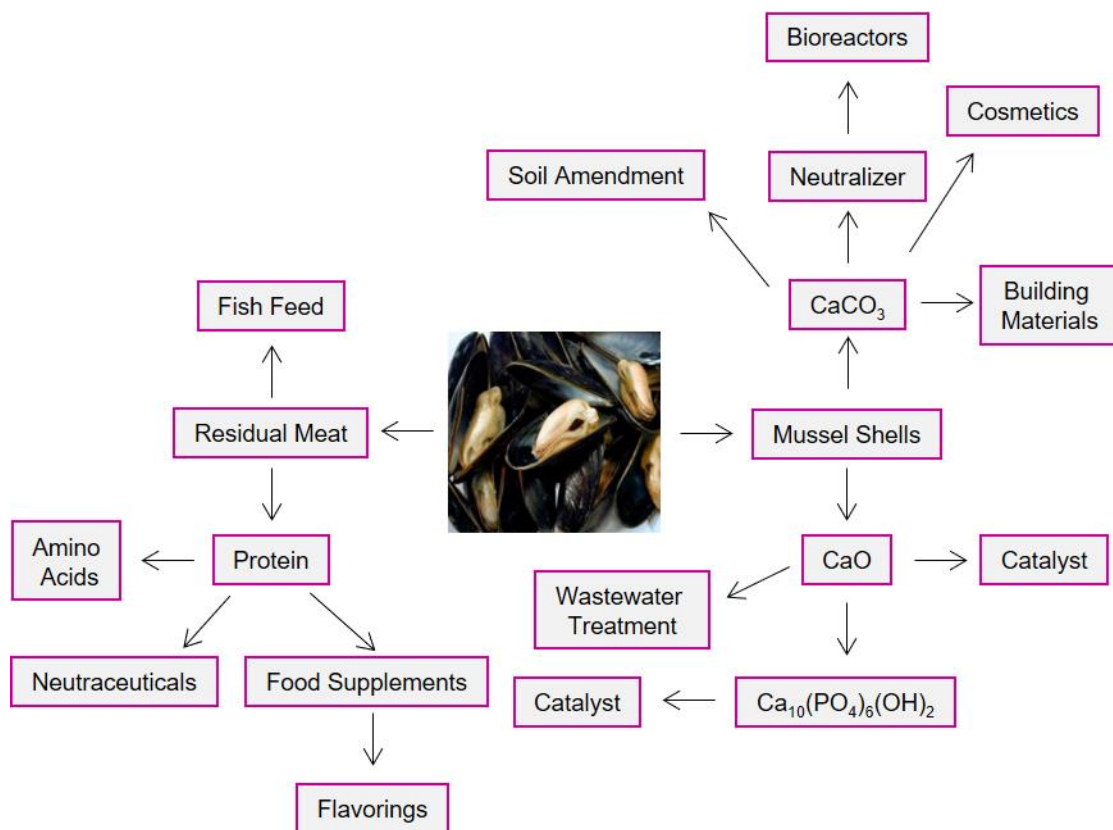 Bioreactors
Cosmetics
Soil Amendment
Neutralizer
Fish Feed
CaCO₃
Building
Materials
Residual Meat
Mussel Shells
Amino
Acids
Protein
CaO
Catalyst
Wastewater
Treatment
Neutraceuticals
Food Supplements
Catalyst
Ca₁₀(PO₄)₆(OH)₂
Flavorings